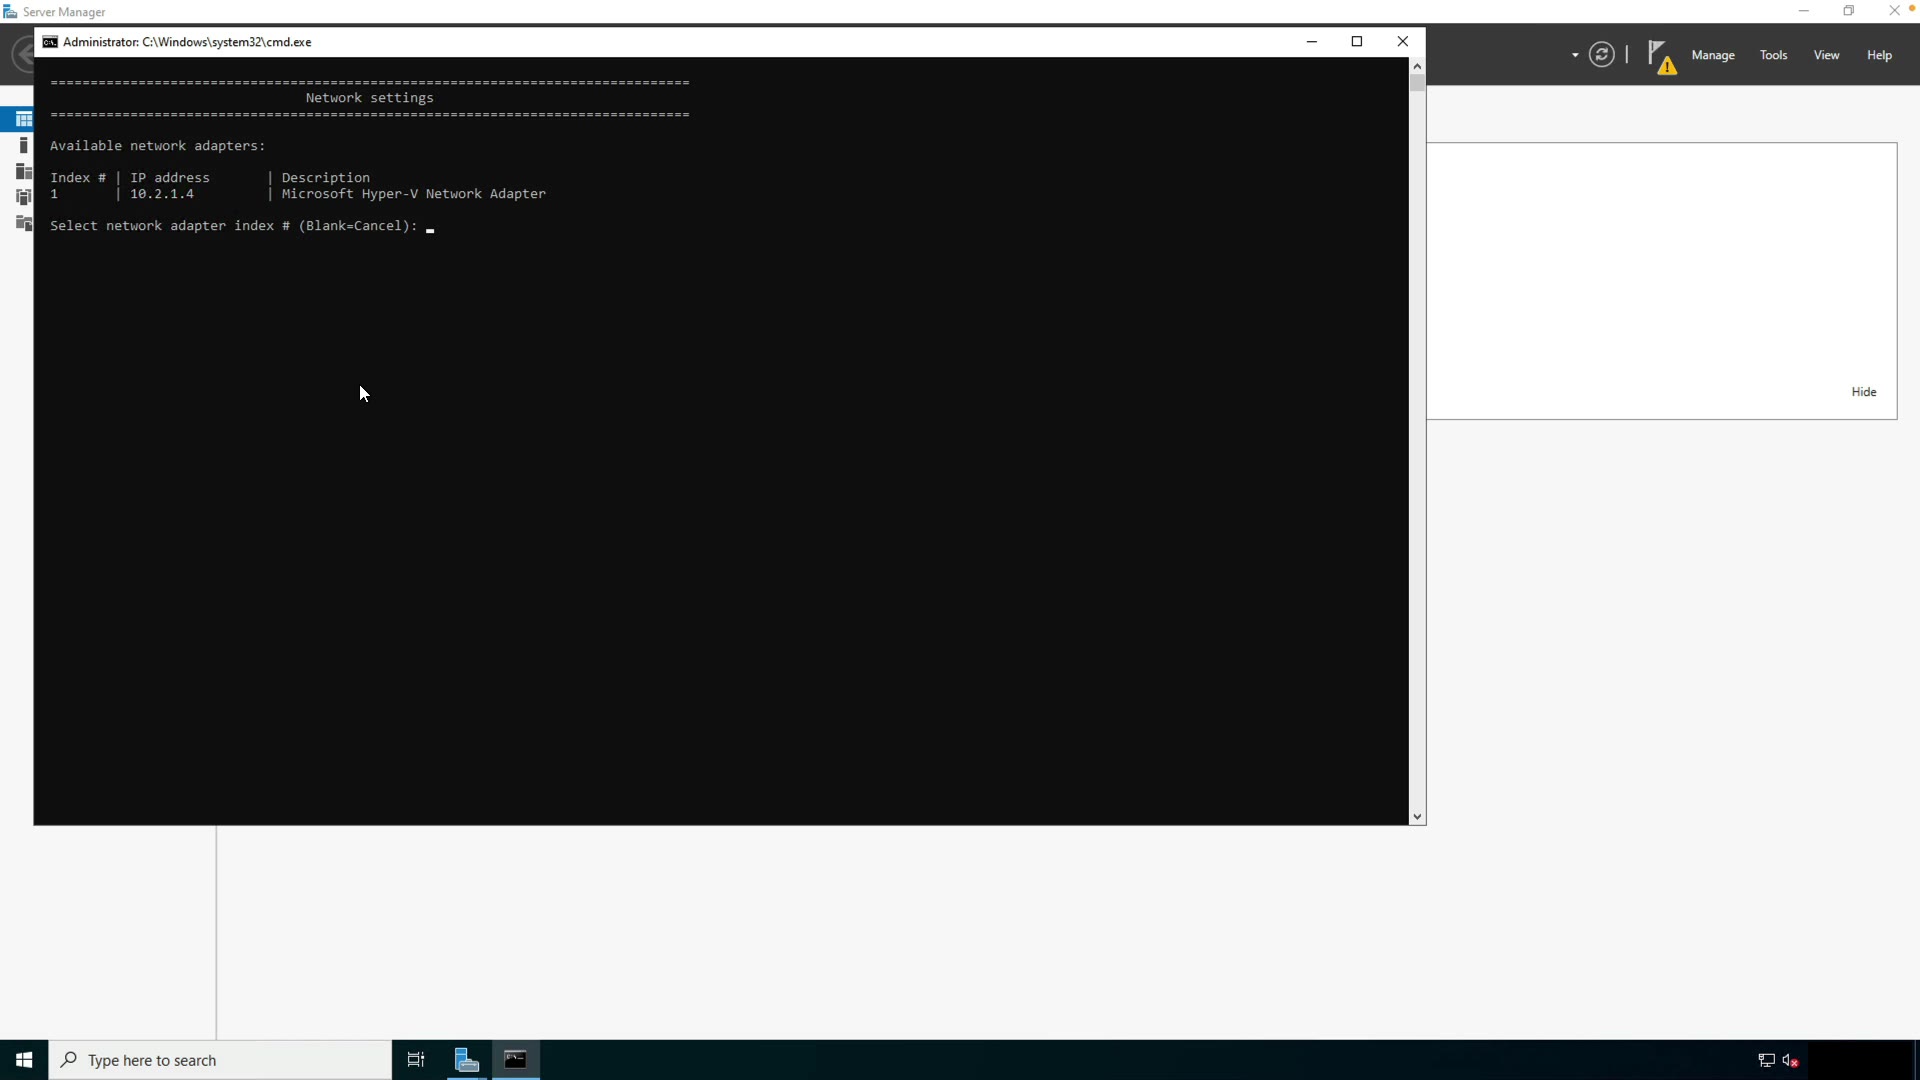 Server Manager
Administrator: C:\Windows\system32\cmd.exe
Manage
Tools
View
Help
================================================================================
Network settings
================================================================================
Available network adapters:
Index # | IP address | Description
1 | 10.2.1.4 | Microsoft Hyper-V Network Adapter
Select network adapter index # (Blank=Cancel):
Hide
Type here to search